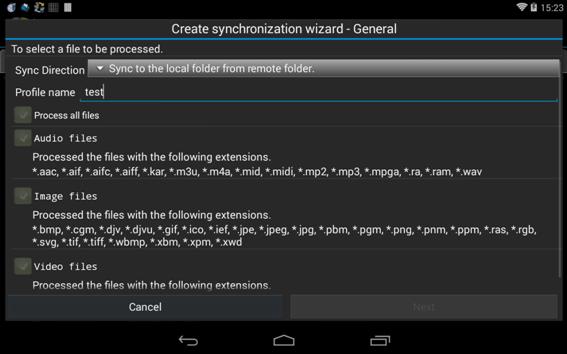 15:23
Create synchronization wizard - General
To select a file to be processed.
Sync Direction Sync to the local folder from remote folder.
Profile name test
Process all files
Audio files
Processed the files with the following extensions.
*.aac, *.aif, *.aifc, *.aiff, *.kar, *.m3u, *.m4a, *.mid, *.midi, *.mp2, *.mp3, *.mpga, *.ra, *.ram, *.wav
Image files
Processed the files with the following extensions.
*.bmp, *.cgm, *.djv, *.djvu, *.gif, *.ico, *.ief, *.jpe, *.jpeg, *.jpg, *.pbm, *.pgm, *.png, *.pnm, *.ppm, *.ras, *.rgb,
*.svg, *.tif, *.tiff, *.wbmp, *.xbm, *.xpm, *.xwd
Video files
Processed the files with the following extensions.
Cancel Next